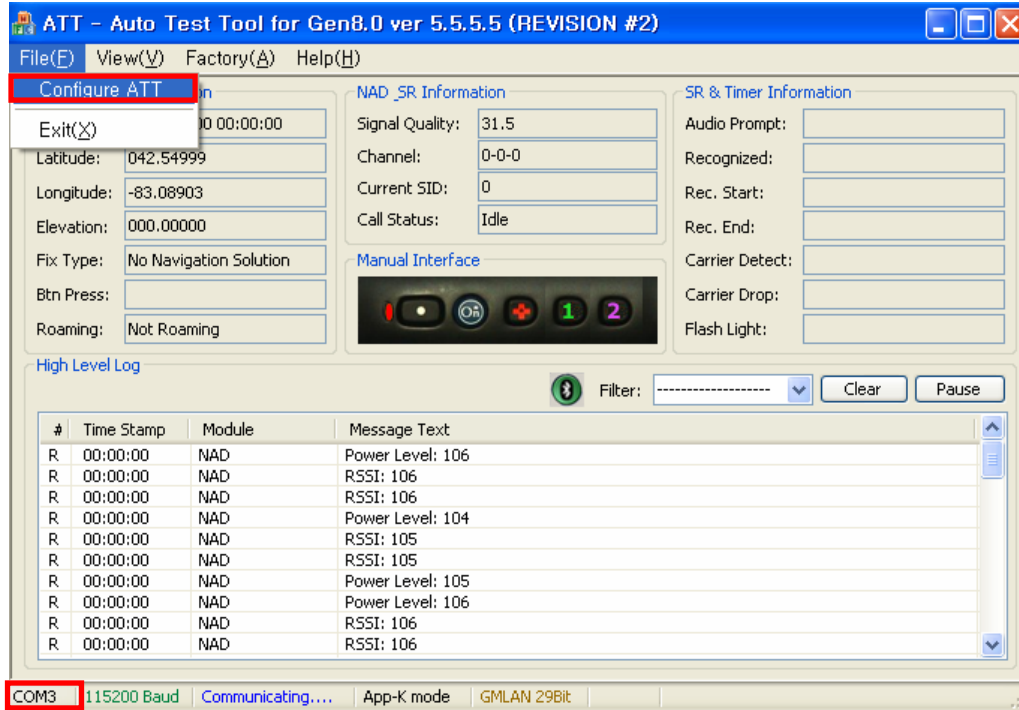 ATT - Auto Test Tool for Gen8.0 ver 5.5.5.5 (REVISION #2)
File(F) View(V) Factory(A) Help(H)
Configure ATT
Exit(X)
00:00:00
Latitude: 042.54999
Longitude: -83.08903
Elevation: 000.00000
Fix Type: No Navigation Solution
Btn Press:
Roaming: Not Roaming
NAD_SR Information
Signal Quality: 31.5
Channel: 0-0-0
Current SID: 0
Call Status: Idle
Manual Interface
On 1 2
SR & Timer Information
Audio Prompt:
Recognized:
Rec. Start:
Rec. End:
Carrier Detect:
Carrier Drop:
Flash Light:
High Level Log
Filter: ------------------- Clear Pause
# Time Stamp Module Message Text
R 00:00:00 NAD Power Level: 106
R 00:00:00 NAD RSSI: 106
R 00:00:00 NAD RSSI: 106
R 00:00:00 NAD Power Level: 104
R 00:00:00 NAD RSSI: 105
R 00:00:00 NAD RSSI: 105
R 00:00:00 NAD Power Level: 105
R 00:00:00 NAD Power Level: 106
R 00:00:00 NAD RSSI: 106
R 00:00:00 NAD RSSI: 106
COM3 115200 Baud Communicating.... App-K mode GMLAN 29Bit